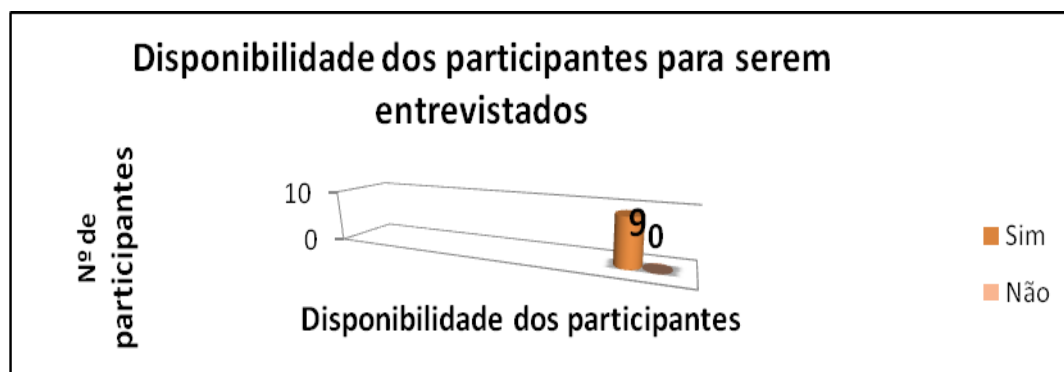 Disponibilidade dos participantes para serem
entrevistados
Nº de
participantes
10
0
9
0
Disponibilidade dos participantes
Sim
Não